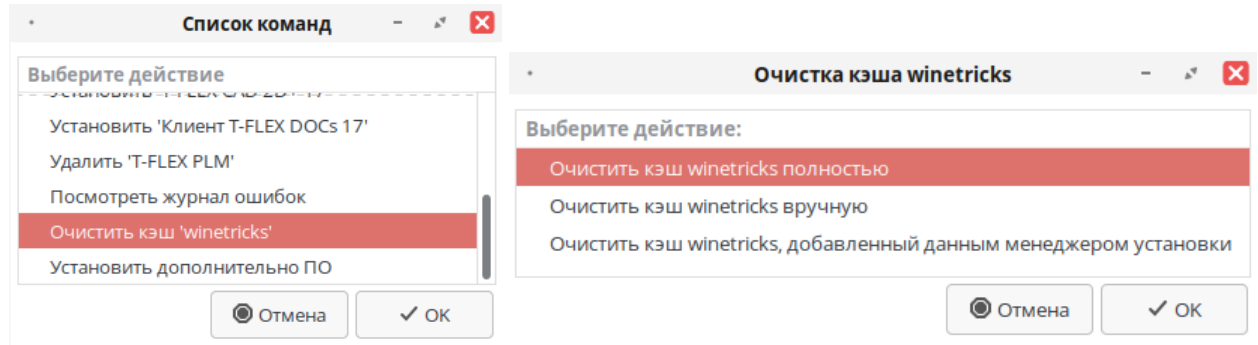 Список команд
Выберите действие
Установить 'Клиент T-FLEX DOCs 17'
Удалить 'T-FLEX PLM'
Посмотреть журнал ошибок
Очистить кэш 'winetricks'
Установить дополнительно ПО
Отмена
OK
Очистка кэша winetricks
Выберите действие:
Очистить кэш winetricks полностью
Очистить кэш winetricks вручную
Очистить кэш winetricks, добавленный данным менеджером установки
Отмена
OK